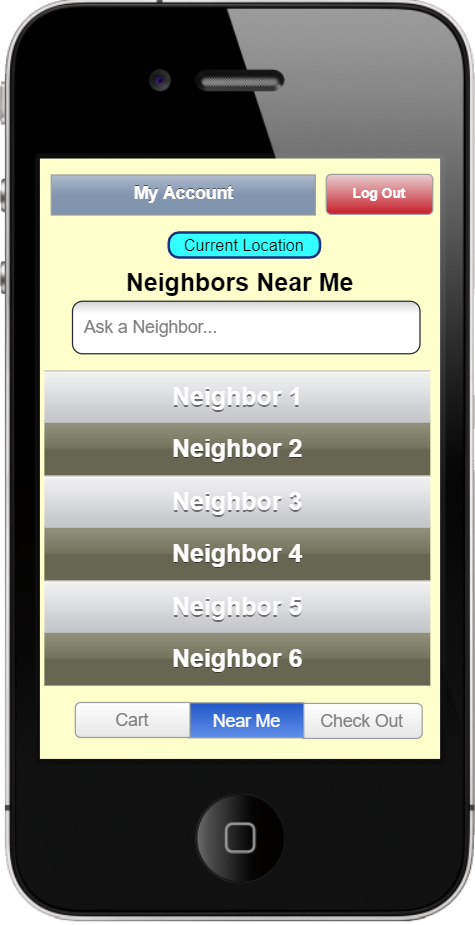 My Account
Log Out
Current Location
Neighbors Near Me
Ask a Neighbor...
Neighbor 1
Neighbor 2
Neighbor 3
Neighbor 4
Neighbor 5
Neighbor 6
Cart
Near Me
Check Out